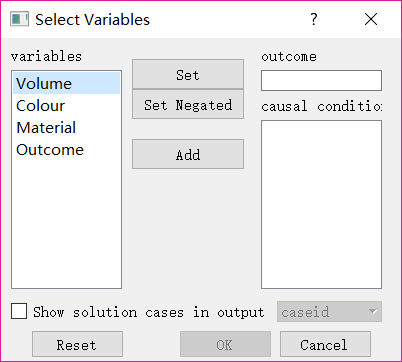 Select Variables
?
variables
outcome
Volume
Colour
Material
Outcome
Set
Set Negated
Add
causal condition
Show solution cases in output
caseid
Reset
OK
Cancel